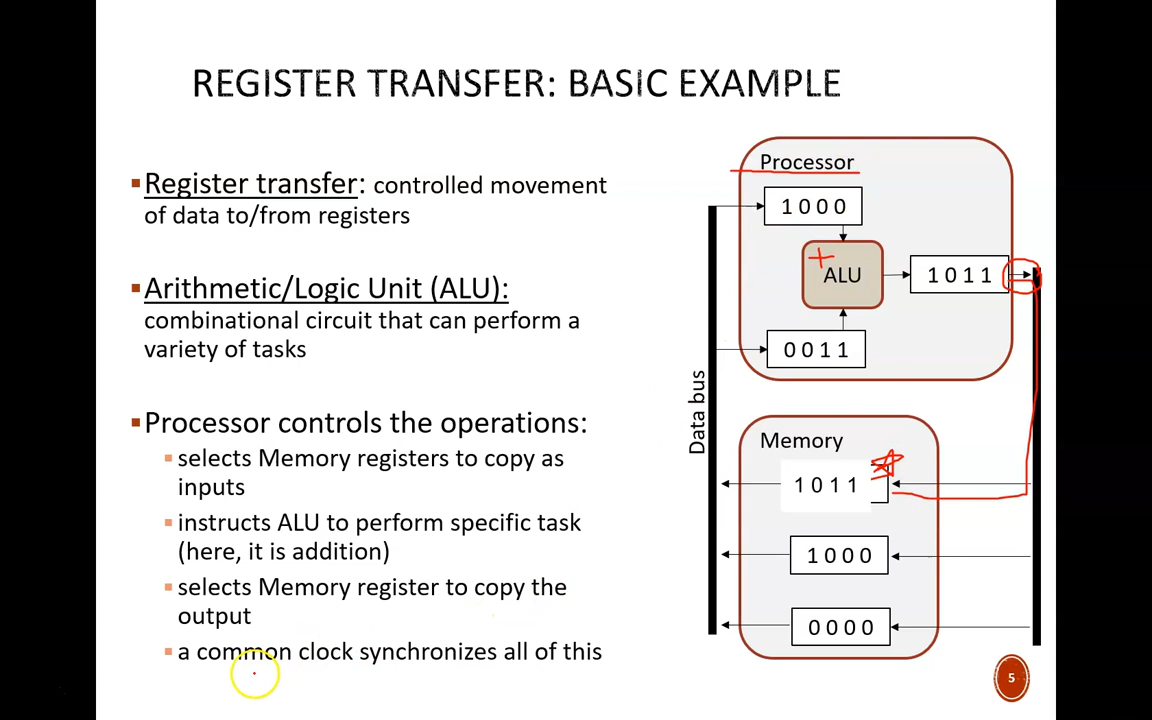 REGISTER TRANSFER: BASIC EXAMPLE
Register transfer: controlled movement
of data to/from registers
Arithmetic/Logic Unit (ALU):
combinational circuit that can perform a
variety of tasks
Processor controls the operations:
selects Memory registers to copy as
inputs
instructs ALU to perform specific task
(here, it is addition)
selects Memory register to copy the
output
a common clock synchronizes all of this
Processor
1 0 0 0
+
ALU
1 0 1 1
0 0 1 1
Data bus
Memory
1 0 1 1
1 0 0 0
0 0 0 0
5